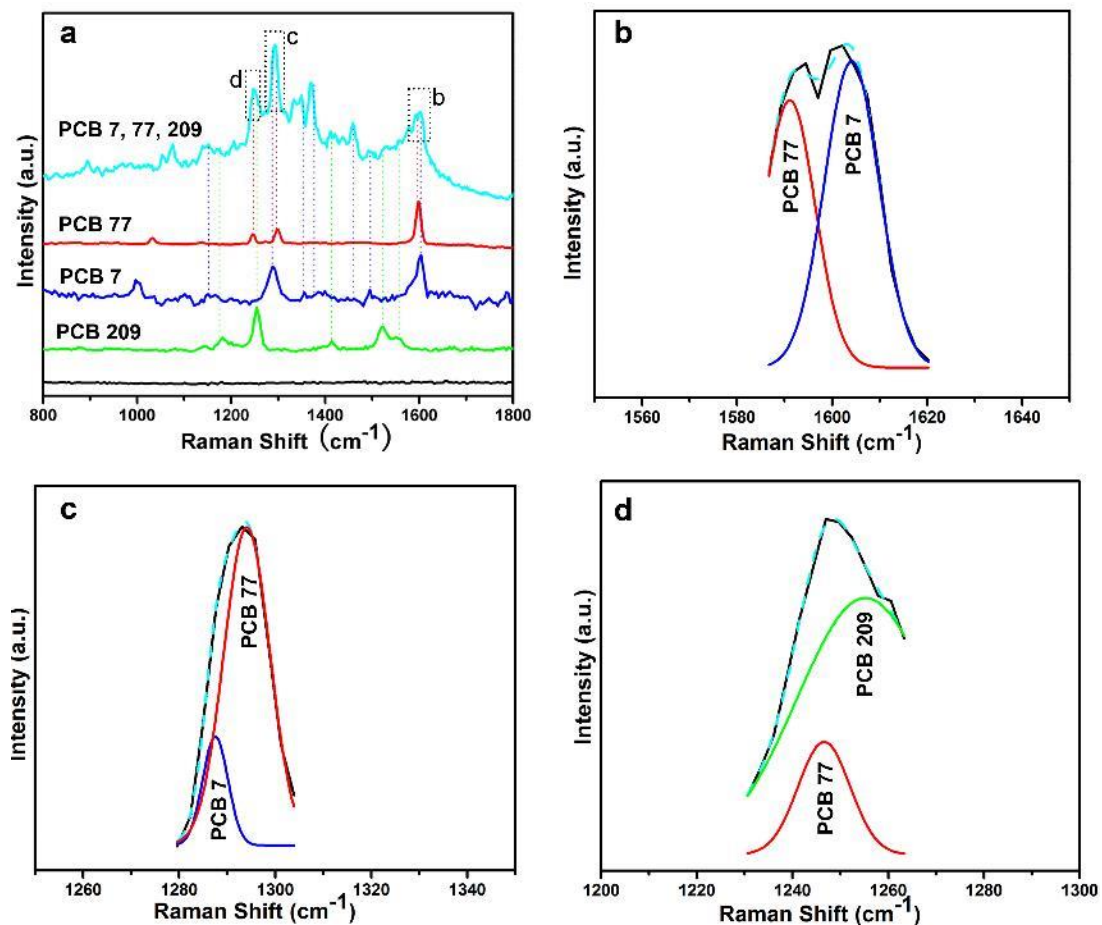 a
c
d
b
PCB 7, 77, 209
PCB 77
PCB 7
PCB 209
Intensity (a.u.)
800 1000 1200 1400 1600 1800
Raman Shift (cm-1)
b
PCB 77
PCB 7
Intensity (a.u.)
1560 1580 1600 1620 1640
Raman Shift (cm-1)
c
PCB 77
PCB 7
Intensity (a.u.)
1260 1280 1300 1320 1340
Raman Shift (cm-1)
d
PCB 209
PCB 77
Intensity (a.u.)
1200 1220 1240 1260 1280 1300
Raman Shift (cm-1)